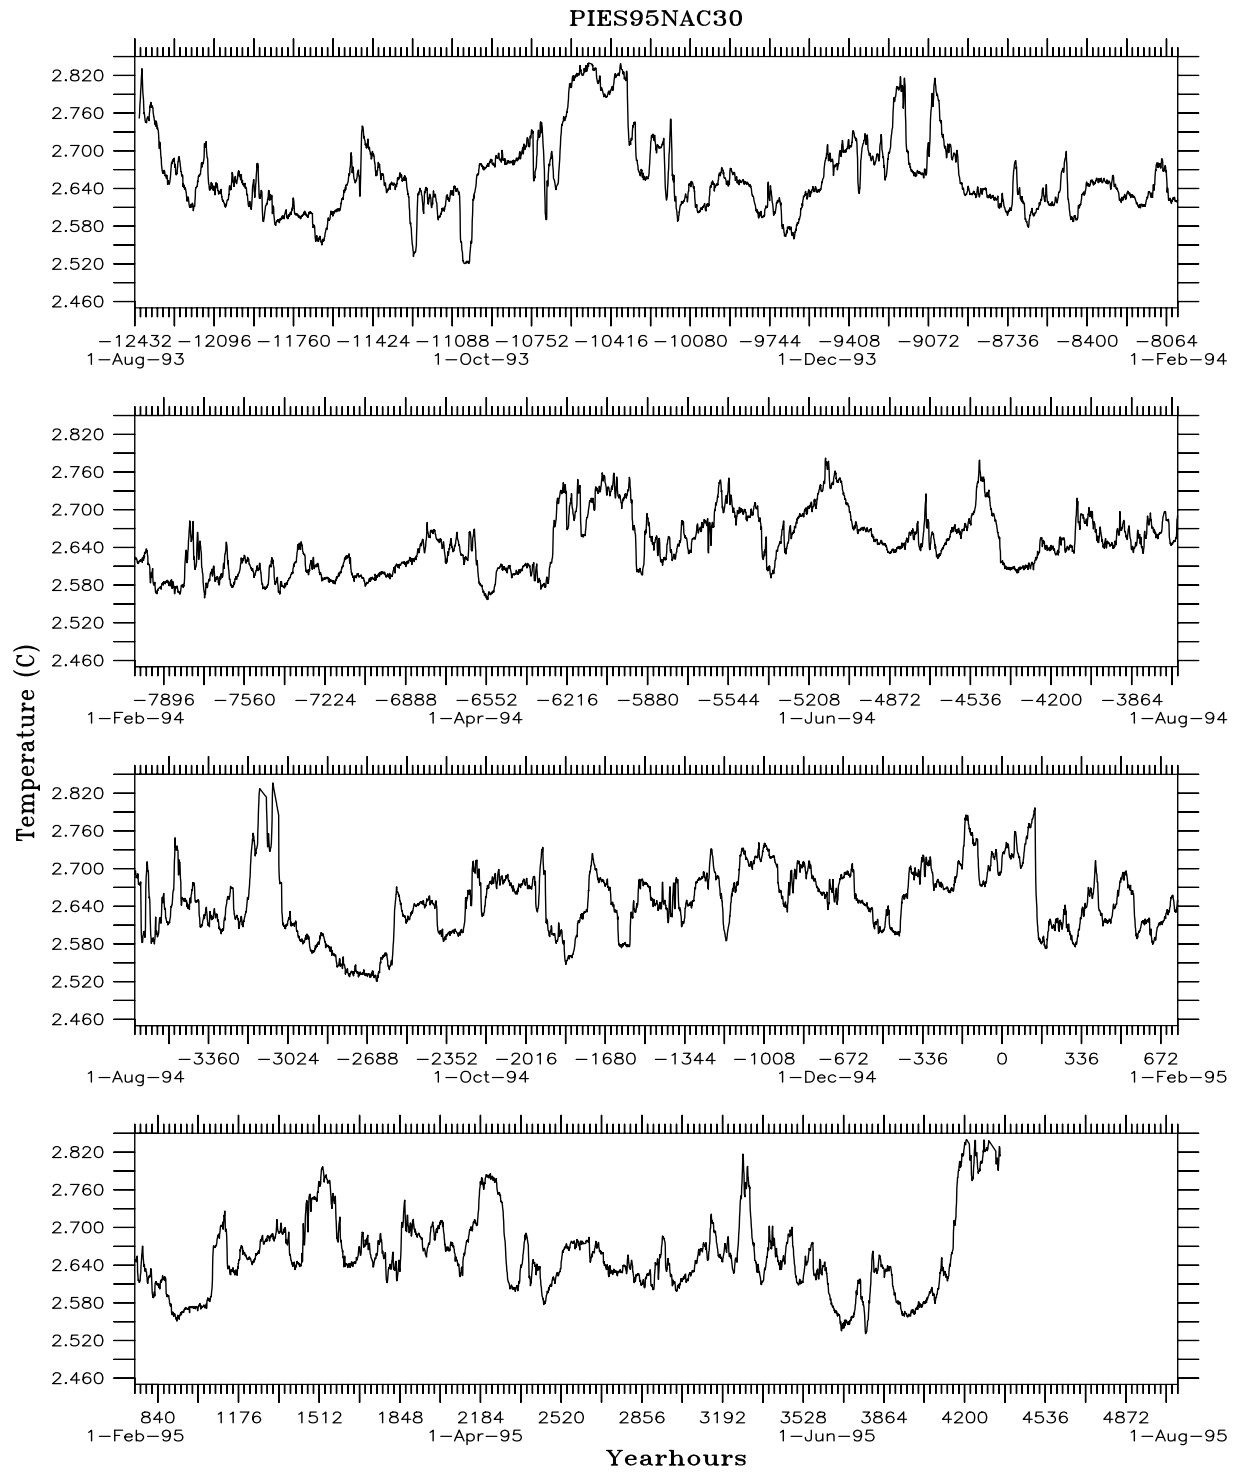 PIES95NAC30
2.820
2.760
2.700
2.640
2.580
2.520
2.460
−12432 −12096 −11760 −11424 −11088 −10752 −10416 −10080 −9744 −9408 −9072 −8736 −8400 −8064
1−Aug−93 1−Oct−93 1−Dec−93 1−Feb−94
2.820
2.760
2.700
2.640
2.580
2.520
2.460
−7896 −7560 −7224 −6888 −6552 −6216 −5880 −5544 −5208 −4872 −4536 −4200 −3864
1−Feb−94 1−Apr−94 1−Jun−94 1−Aug−94
Temperature (C)
2.820
2.760
2.700
2.640
2.580
2.520
2.460
−3360 −3024 −2688 −2352 −2016 −1680 −1344 −1008 −672 −336 0 336 672
1−Aug−94 1−Oct−94 1−Dec−94 1−Feb−95
2.820
2.760
2.700
2.640
2.580
2.520
2.460
840 1176 1512 1848 2184 2520 2856 3192 3528 3864 4200 4536 4872
1−Feb−95 1−Apr−95 1−Jun−95 1−Aug−95
Yearhours